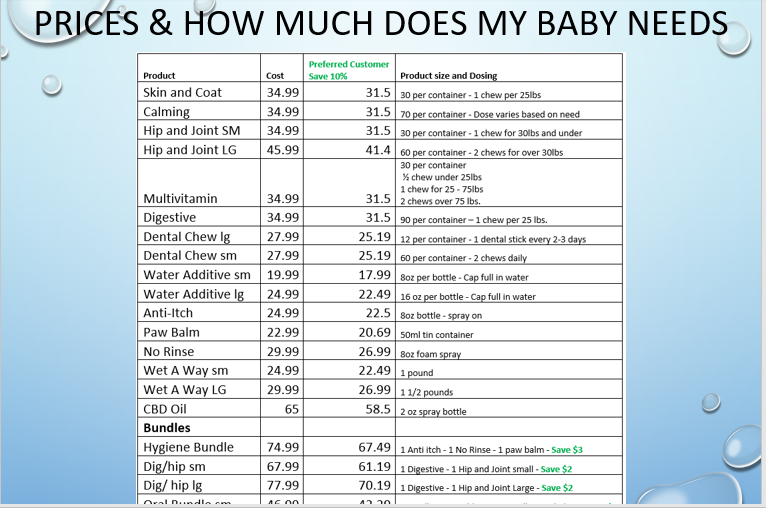 PRICES & HOW MUCH DOES MY BABY NEEDS
Product Cost Preferred Customer Save 10% Product size and Dosing
Skin and Coat 34.99 31.5 30 per container - 1 chew per 25lbs
Calming 34.99 31.5 70 per container - Dose varies based on need
Hip and Joint SM 34.99 31.5 30 per container - 1 chew for 30lbs and under
Hip and Joint LG 45.99 41.4 60 per container - 2 chews for over 30lbs
30 per container
½ chew under 25lbs
1 chew for 25 - 75lbs
Multivitamin 34.99 31.5 2 chews over 75 lbs.
Digestive 34.99 31.5 90 per container – 1 chew per 25 lbs.
Dental Chew lg 27.99 25.19 12 per container - 1 dental stick every 2-3 days
Dental Chew sm 27.99 25.19 60 per container - 2 chews daily
Water Additive sm 19.99 17.99 8oz per bottle - Cap full in water
Water Additive lg 24.99 22.49 16 oz per bottle - Cap full in water
Anti-Itch 24.99 22.5 8oz bottle - spray on
Paw Balm 22.99 20.69 50ml tin container
No Rinse 29.99 26.99 8oz foam spray
Wet A Way sm 24.99 22.49 1 pound
Wet A Way LG 29.99 26.99 1 1/2 pounds
CBD Oil 65 58.5 2 oz spray bottle
Bundles
Hygiene Bundle 74.99 67.49 1 Anti itch - 1 No Rinse - 1 paw balm - Save $3
Dig/hip sm 67.99 61.19 1 Digestive - 1 Hip and Joint small - Save $2
Dig/ hip lg 77.99 70.19 1 Digestive - 1 Hip and Joint Large - Save $2
Oral Bundle sm